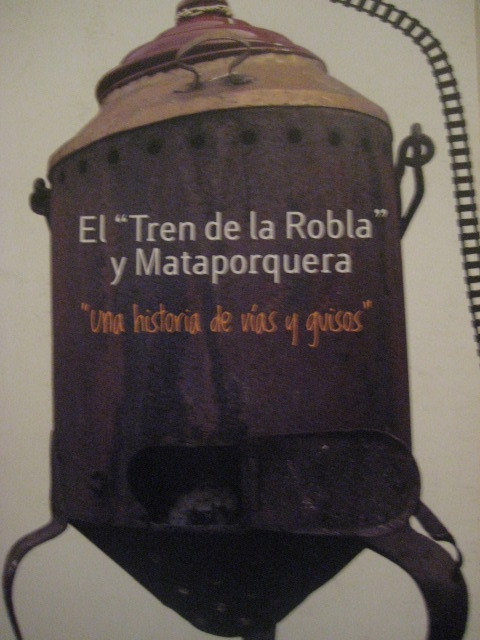 El “Tren de la Robla”
y Mataporquera
"una historia de vías y guisos"